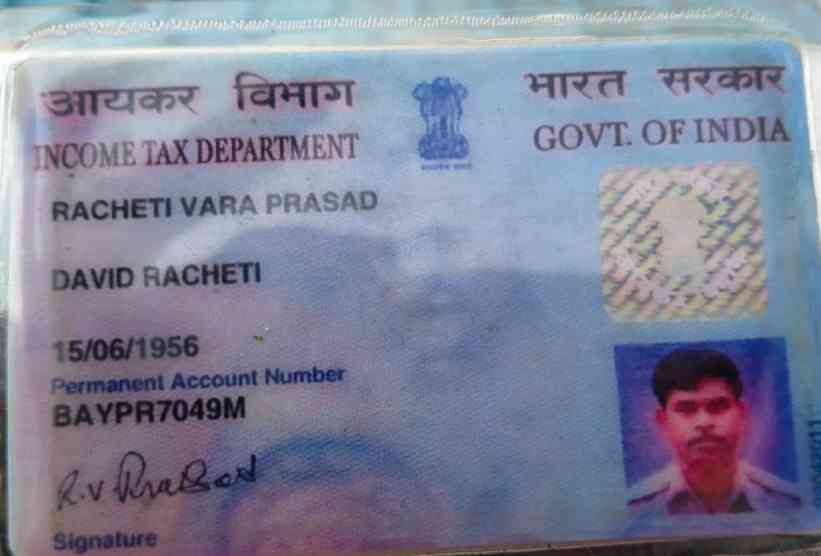 आयकर विभाग
भारत सरकार
INCOME TAX DEPARTMENT
GOVT. OF INDIA
RACHETI VARA PRASAD
DAVID RACHETI
15/06/1956
Permanent Account Number
BAYPR7049M
R.V Prasad
Signature